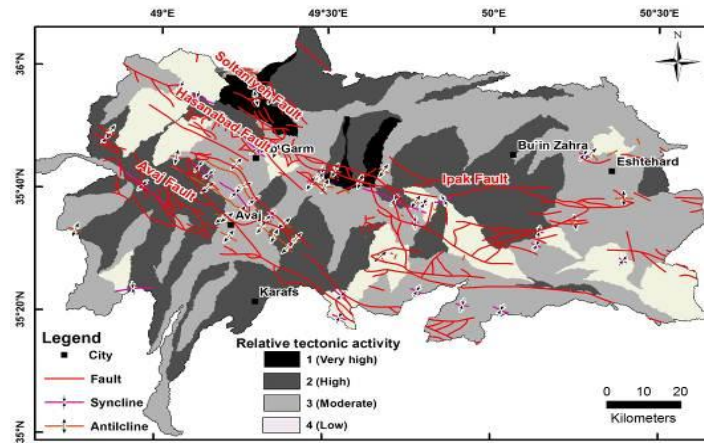 49°E 49°30'E 50°E 50°30'E
36°N
N
Soltaniyeh Fault
Hasanabad Fault
Garm
Bu'in Zahra
Eshtehard
Ipak Fault
35°40'N
Avaj Fault
Avaj
Karafs
35°20'N
35°N
Legend
City
Fault
Syncline
Antilcline
Relative tectonic activity
1 (Very high)
2 (High)
3 (Moderate)
4 (Low)
0 10 20
Kilometers